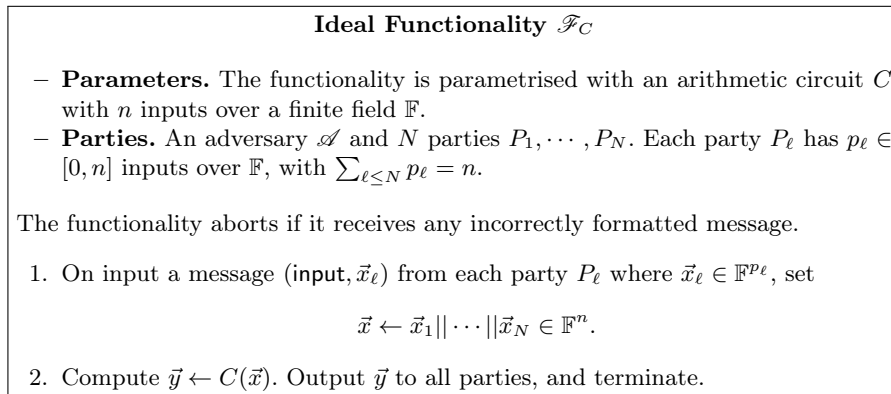 Ideal Functionality ℱ_C
– Parameters. The functionality is parametrised with an arithmetic circuit C
with n inputs over a finite field 𝔽.
– Parties. An adversary 𝒜 and N parties P_1, ⋯ , P_N. Each party P_ℓ has p_ℓ ∈
[0, n] inputs over 𝔽, with ∑_{ℓ≤N} p_ℓ = n.
The functionality aborts if it receives any incorrectly formatted message.
1. On input a message (input, x⃗_ℓ) from each party P_ℓ where x⃗_ℓ ∈ 𝔽^{p_ℓ}, set
x⃗ ← x⃗_1|| ⋯ ||x⃗_N ∈ 𝔽^n.
2. Compute y⃗ ← C(x⃗). Output y⃗ to all parties, and terminate.